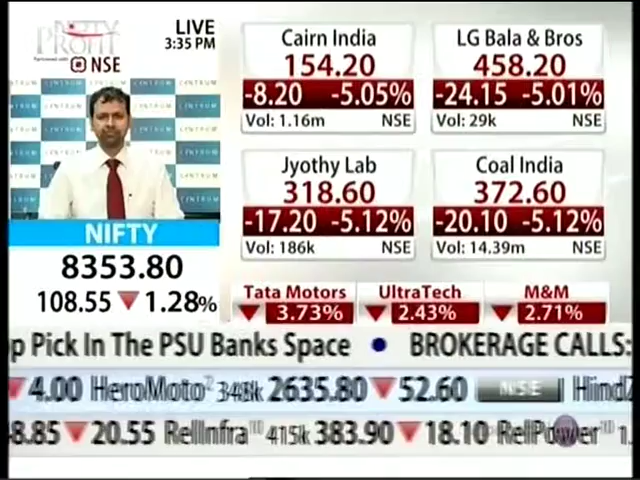 NDTV
PROFIT
NSE
LIVE
3:35 PM
CENTRUM
NIFTY
8353.80
108.55 ▼ 1.28%
Cairn India
154.20
-8.20 -5.05%
Vol: 1.16m NSE
LG Bala & Bros
458.20
-24.15 -5.01%
Vol: 29k NSE
Jyothy Lab
318.60
-17.20 -5.12%
Vol: 186k NSE
Coal India
372.60
-20.10 -5.12%
Vol: 14.39m NSE
Tata Motors
▼ 3.73%
UltraTech
▼ 2.43%
M&M
▼ 2.71%
op Pick In The PSU Banks Space ● BROKERAGE CALLS:
▼ 4.00 HeroMoto 348k 2635.80 ▼ 52.60 NSE HindZ
8.85 ▼ 20.55 RelInfra 415k 383.90 ▼ 18.10 RelPower